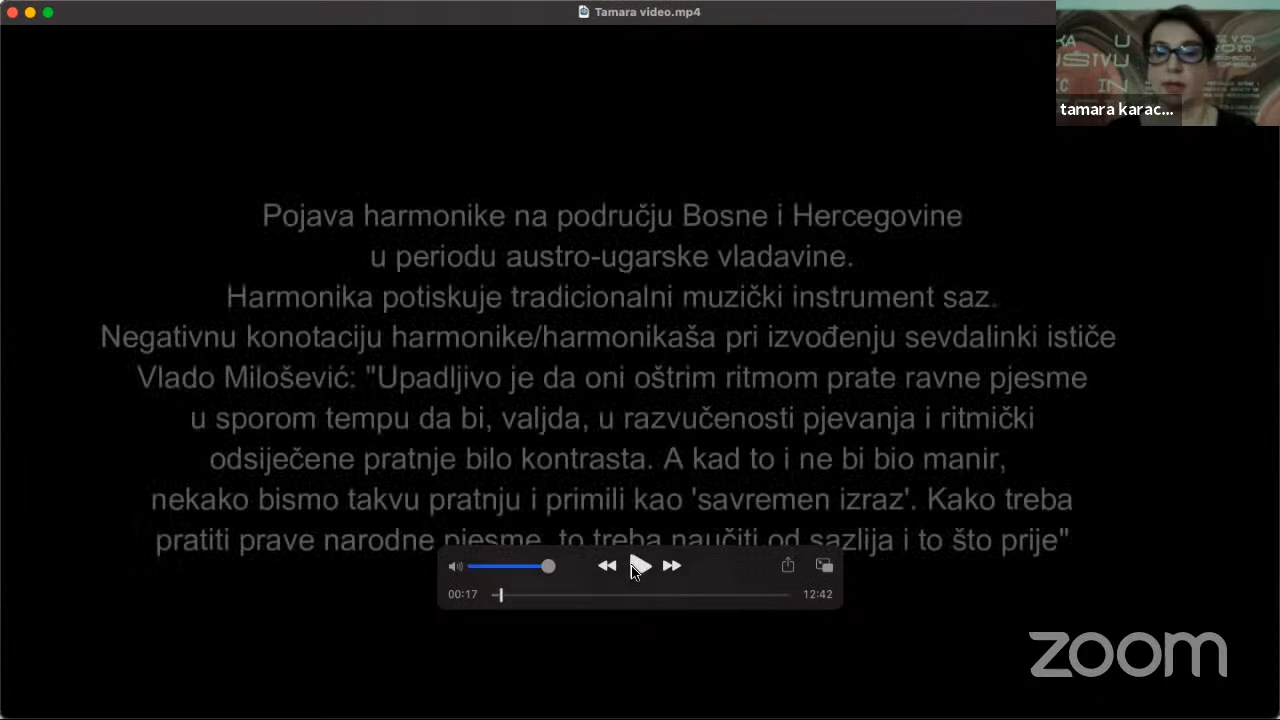 Tamara video.mp4
KA U
UŠTVU
C IN
tamara karac...
Pojava harmonike na području Bosne i Hercegovine
u periodu austro-ugarske vladavine.
Harmonika potiskuje tradicionalni muzički instrument saz.
Negativnu konotaciju harmonike/harmonikaša pri izvođenju sevdalinki ističe
Vlado Milošević: "Upadljivo je da oni oštrim ritmom prate ravne pjesme
u sporom tempu da bi, valjda, u razvučenosti pjevanja i ritmički
odsiječene pratnje bilo kontrasta. A kad to i ne bi bio manir,
nekako bismo takvu pratnju i primili kao 'savremen izraz'. Kako treba
pratiti prave narodne pjesme, to treba naučiti od sazlija i to što prije"
00:17
12:42
zoom